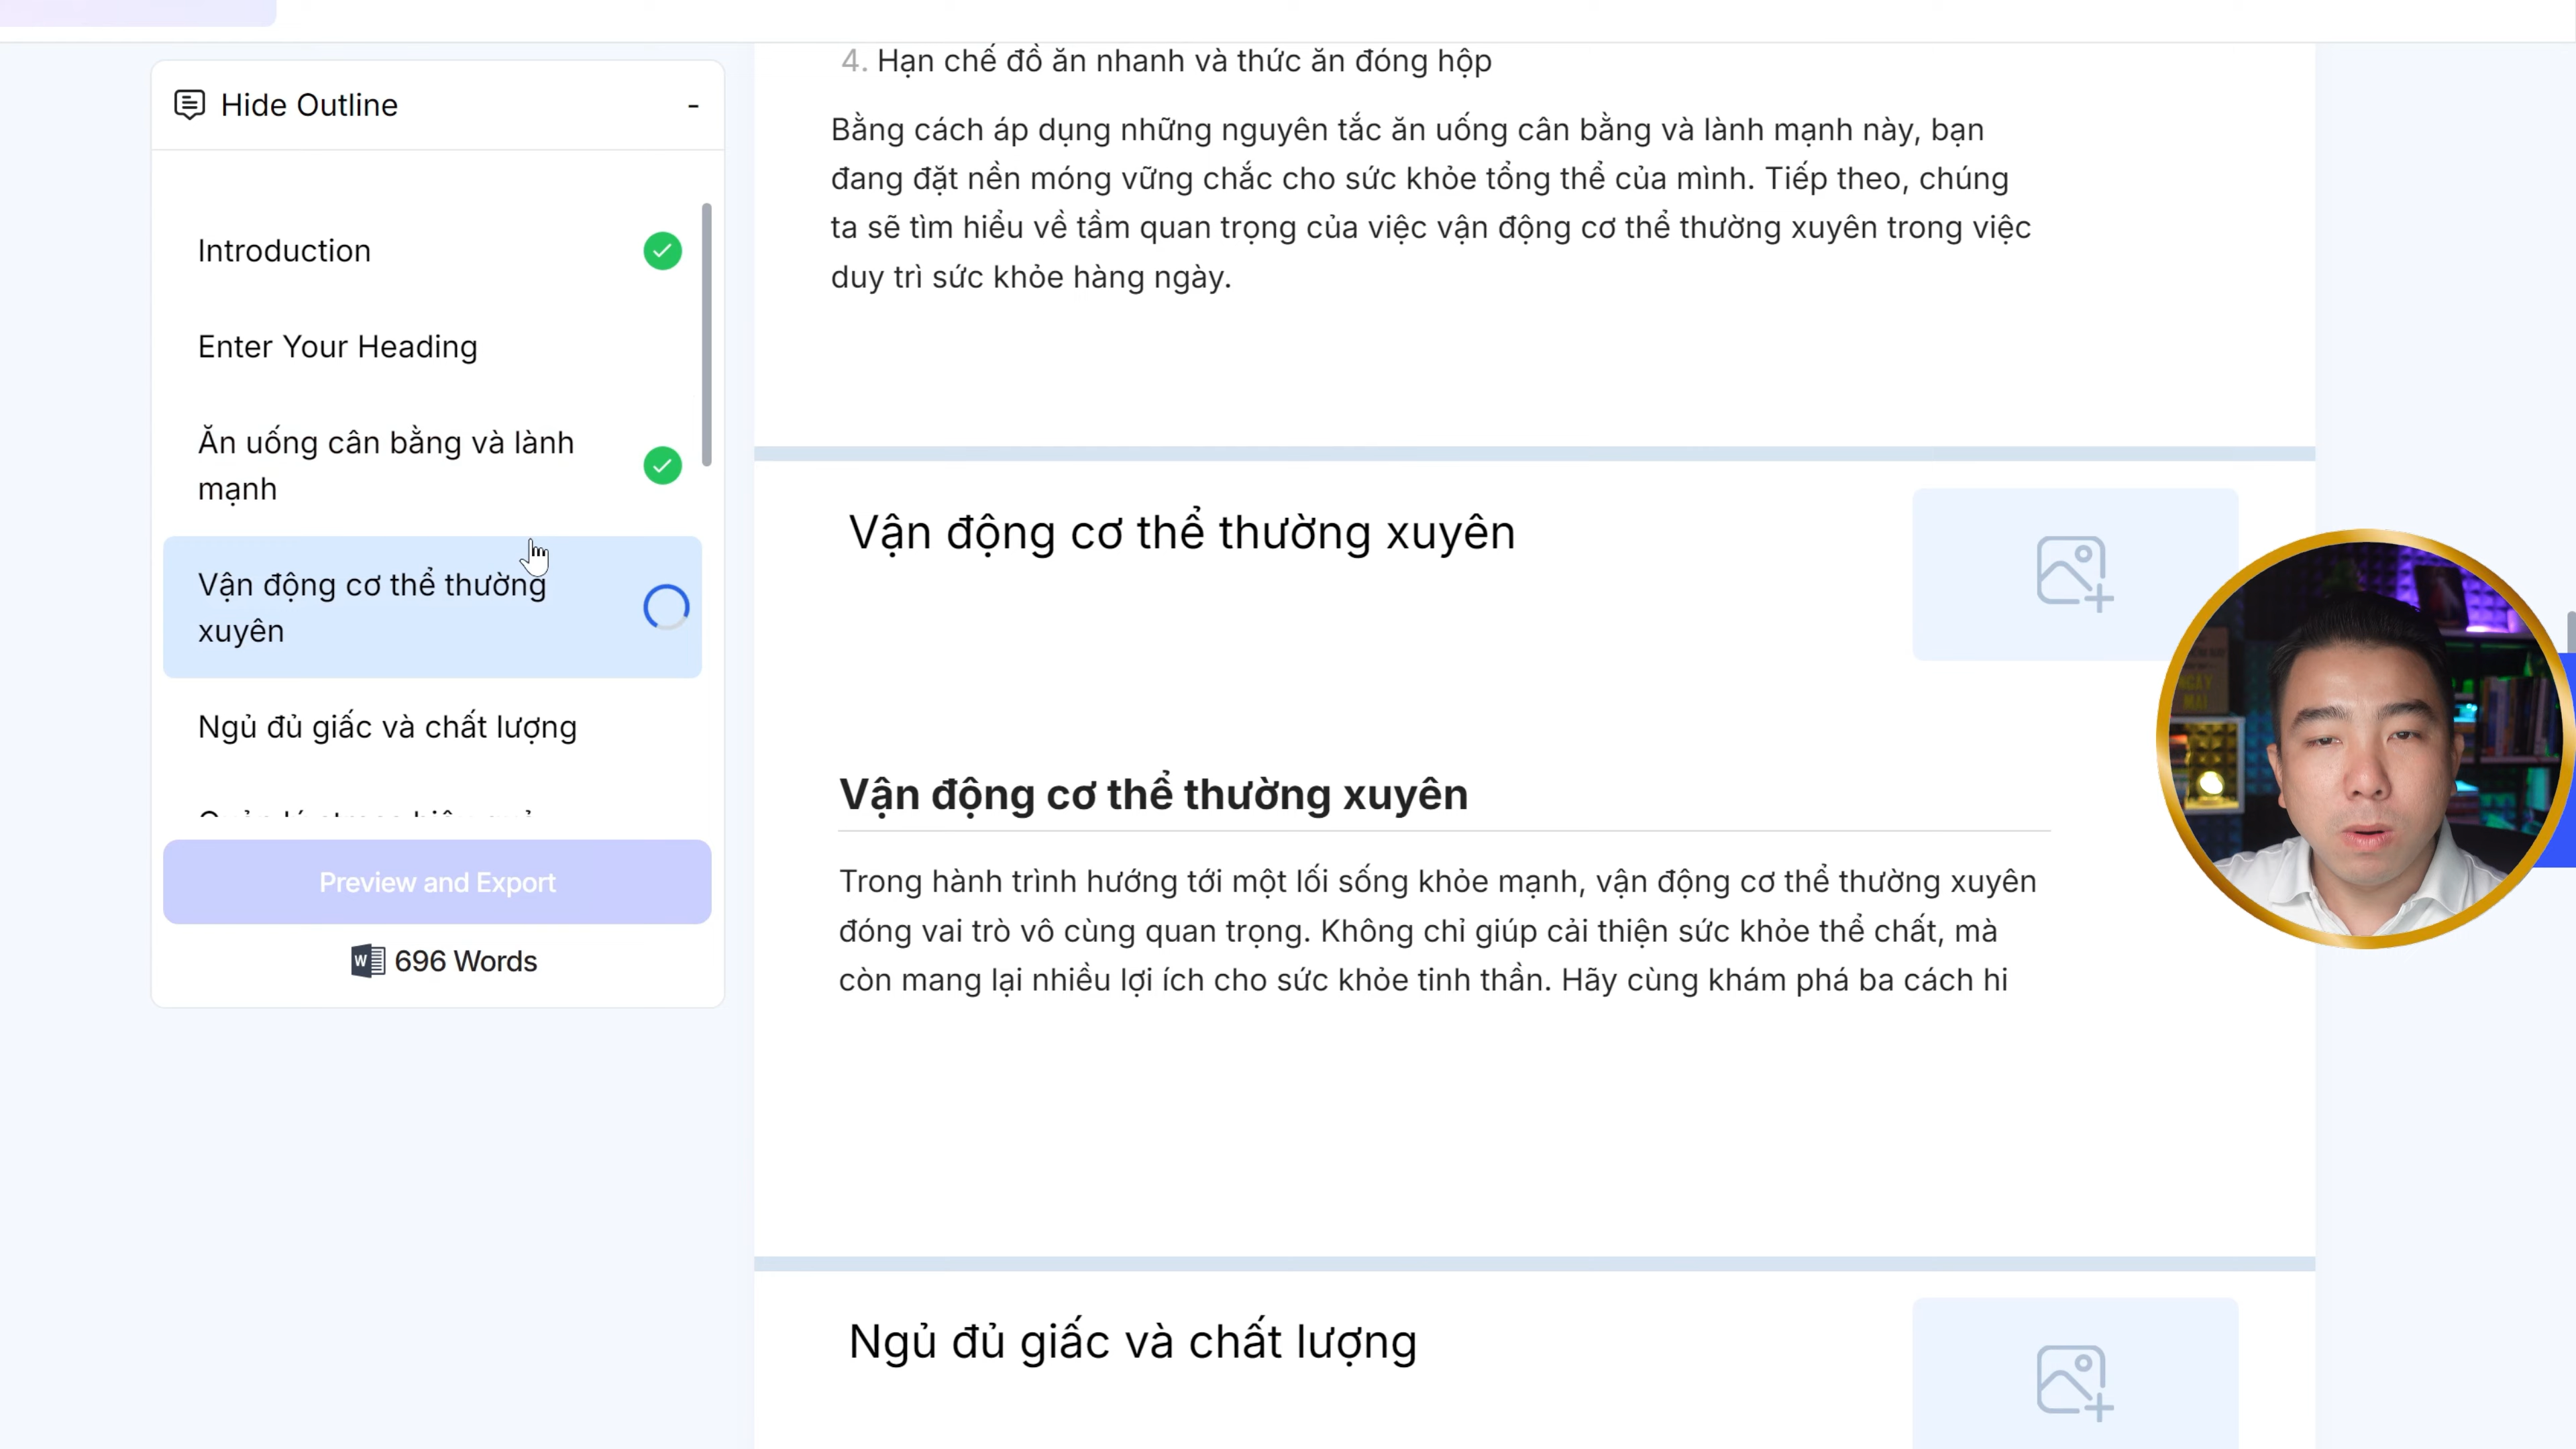 Hide Outline -
Introduction
Enter Your Heading
Ăn uống cân bằng và lành
mạnh
Vận động cơ thể thường
xuyên
Ngủ đủ giấc và chất lượng
Preview and Export
696 Words
4. Hạn chế đồ ăn nhanh và thức ăn đóng hộp
Bằng cách áp dụng những nguyên tắc ăn uống cân bằng và lành mạnh này, bạn
đang đặt nền móng vững chắc cho sức khỏe tổng thể của mình. Tiếp theo, chúng
ta sẽ tìm hiểu về tầm quan trọng của việc vận động cơ thể thường xuyên trong việc
duy trì sức khỏe hàng ngày.
Vận động cơ thể thường xuyên
Vận động cơ thể thường xuyên
Trong hành trình hướng tới một lối sống khỏe mạnh, vận động cơ thể thường xuyên
đóng vai trò vô cùng quan trọng. Không chỉ giúp cải thiện sức khỏe thể chất, mà
còn mang lại nhiều lợi ích cho sức khỏe tinh thần. Hãy cùng khám phá ba cách hi
Ngủ đủ giấc và chất lượng